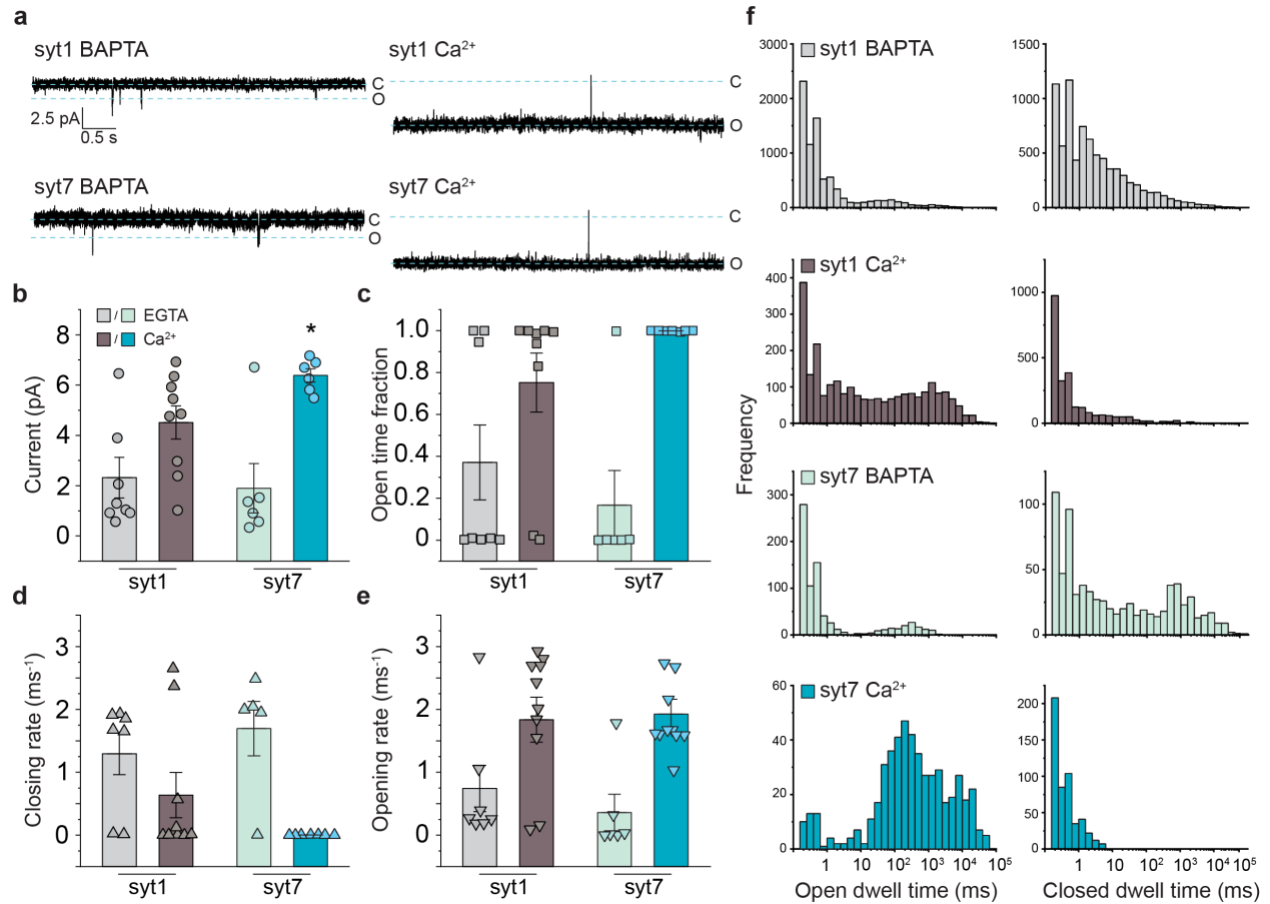 a
syt1 BAPTA
C
O
2.5 pA
0.5 s
syt1 Ca²⁺
C
O
syt7 BAPTA
C
O
syt7 Ca²⁺
C
O
b
/ EGTA
/ Ca²⁺
*
Current (pA)
8
6
4
2
0
syt1
syt7
c
Open time fraction
1.0
0.8
0.6
0.4
0.2
0
syt1
syt7
d
Closing rate (ms⁻¹)
3
2
1
0
syt1
syt7
e
Opening rate (ms⁻¹)
3
2
1
0
syt1
syt7
f
Frequency
syt1 BAPTA
3000
2000
1000
0
1500
1000
500
0
syt1 Ca²⁺
400
300
200
100
0
1000
500
0
syt7 BAPTA
300
200
100
0
100
50
0
syt7 Ca²⁺
60
40
20
0
200
150
100
50
0
1 10 10² 10³ 10⁴ 10⁵
Open dwell time (ms)
1 10 10² 10³ 10⁴ 10⁵
Closed dwell time (ms)